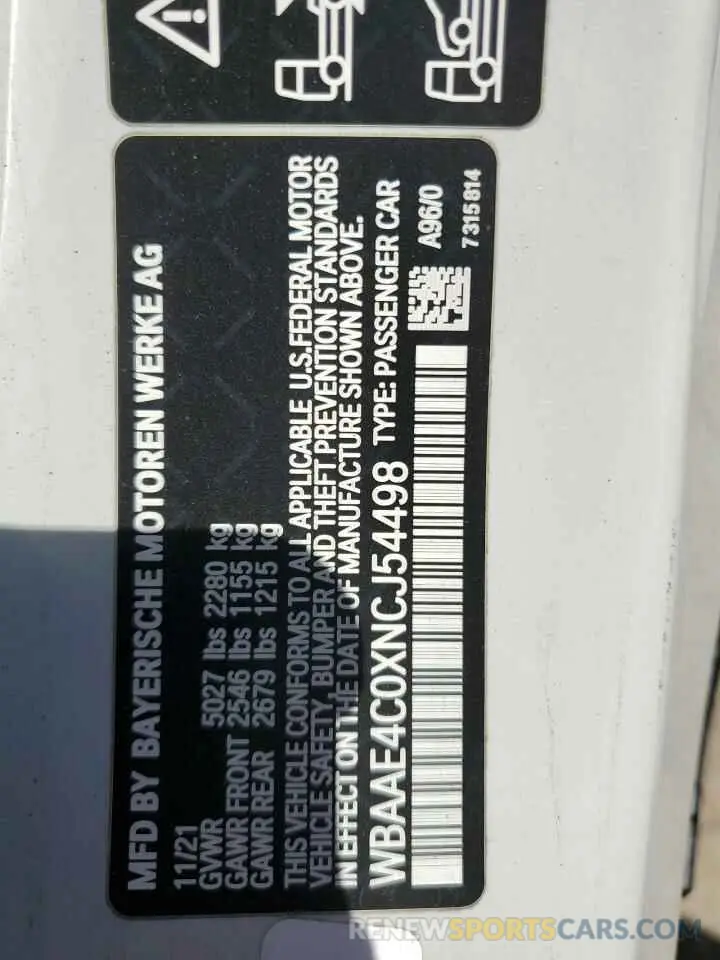 MFD BY BAYERISCHE MOTOREN WERKE AG
11/21
GVWR 5027 lbs 2280 kg
GAWR FRONT 2546 lbs 1155 kg
GAWR REAR 2679 lbs 1215 kg
THIS VEHICLE CONFORMS TO ALL APPLICABLE U.S.FEDERAL MOTOR
VEHICLE SAFETY, BUMPER AND THEFT PREVENTION STANDARDS
IN EFFECT ON THE DATE OF MANUFACTURE SHOWN ABOVE.
WBAAE4C0XNCJ54498 TYPE: PASSENGER CAR
A96/0
7315814
RENEWSPORTSCARS.COM